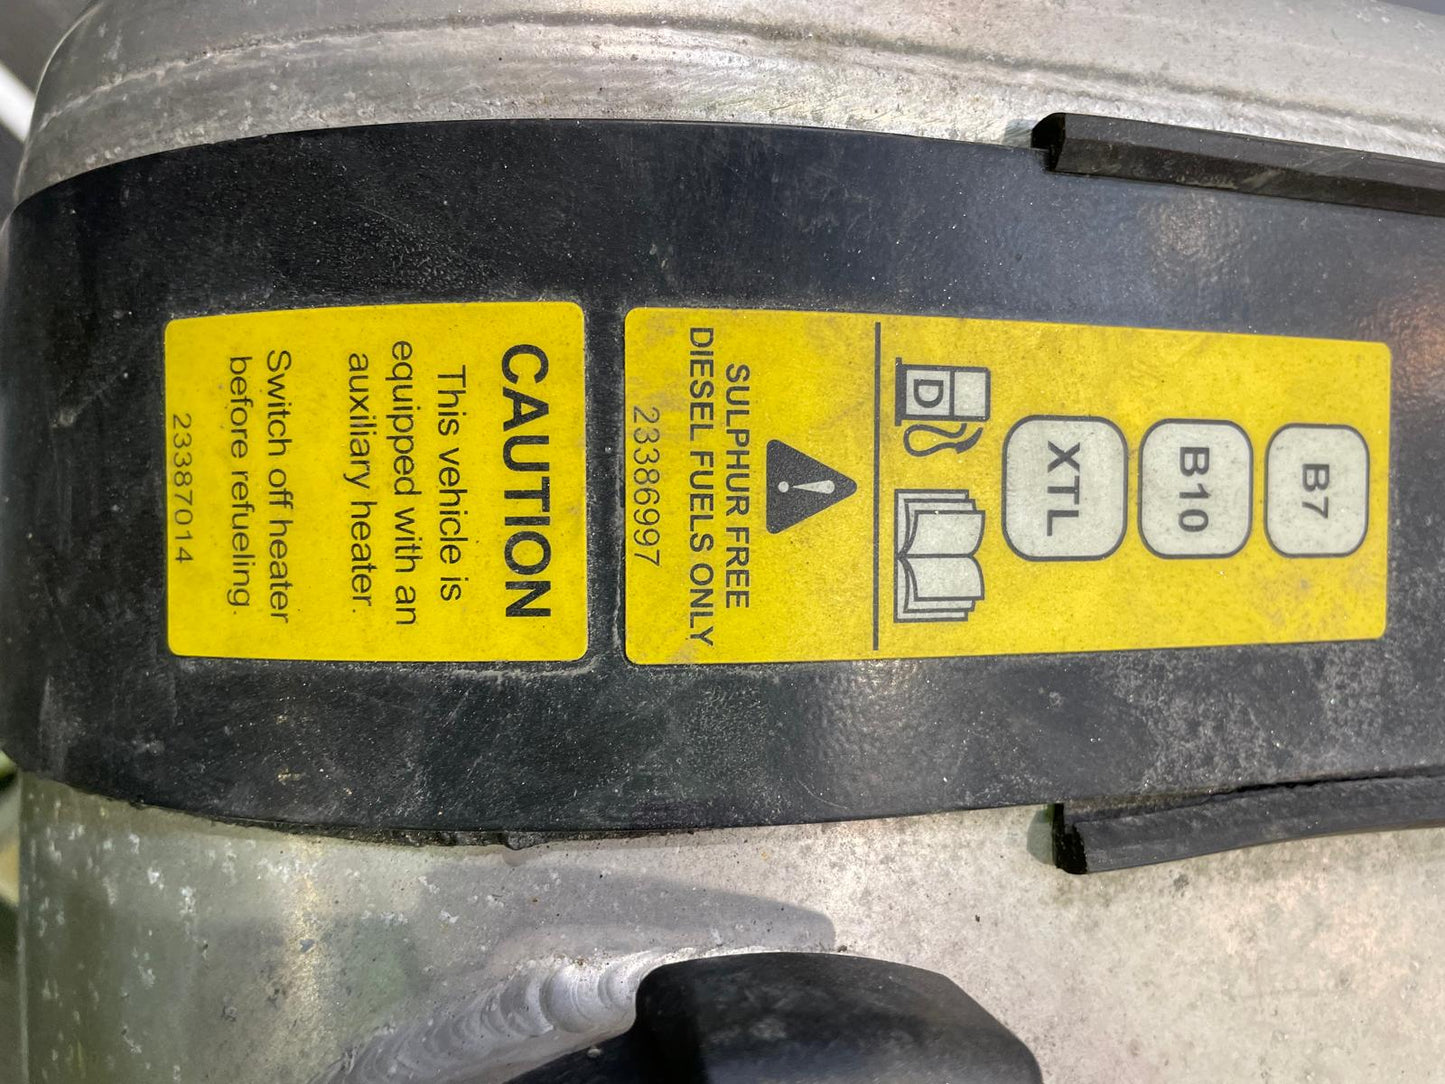 B7
B10
XTL
D
SULPHUR FREE
DIESEL FUELS ONLY
23386997
CAUTION
This vehicle is
equipped with an
auxiliary heater.
Switch off heater
before refueling.
23387014